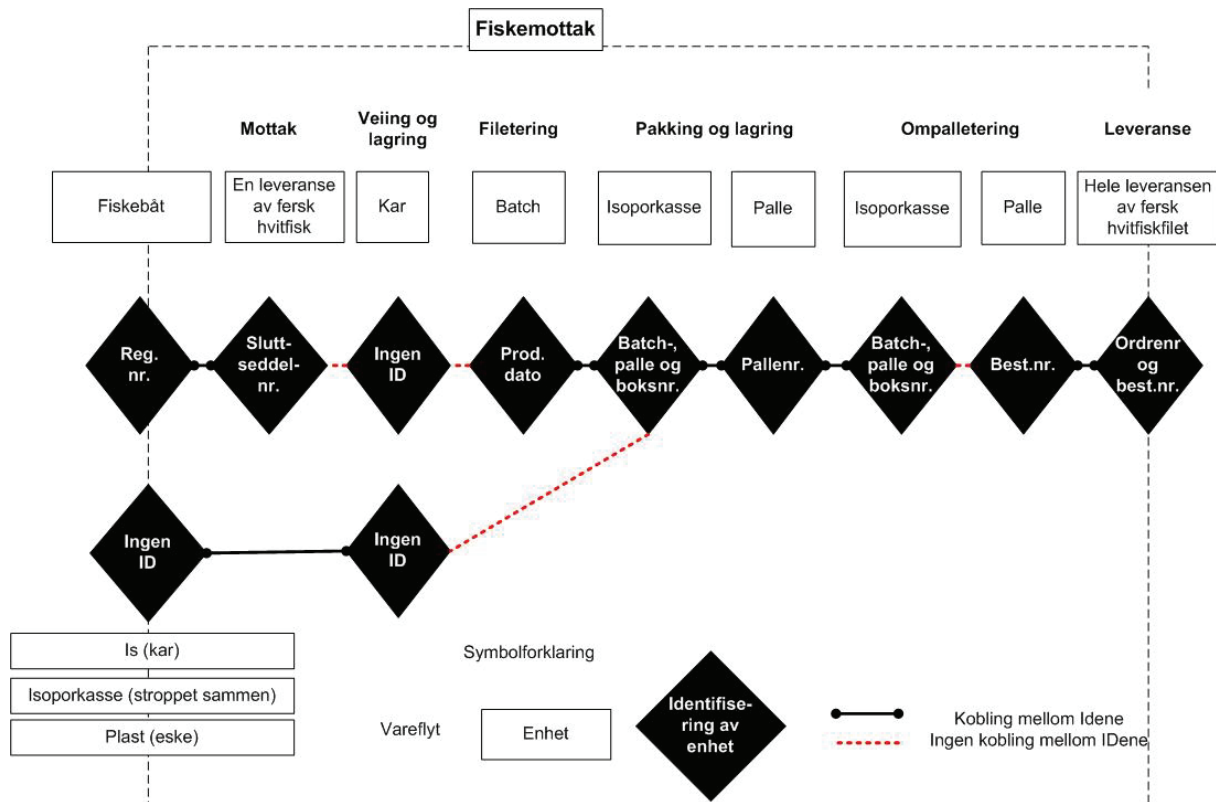 Fiskemottak
Mottak
Veiing og
lagring
Filetering
Pakking og lagring
Ompalletering
Leveranse
Fiskebåt
En leveranse
av fersk
hvitfisk
Kar
Batch
Isoporkasse
Palle
Isoporkasse
Palle
Hele leveransen
av fersk
hvitfiskfilet
Reg.
nr.
Slutt-
seddel-
nr.
Ingen
ID
Prod.
dato
Batch-,
palle og
boksnr.
Pallenr.
Batch-,
palle og
boksnr.
Best.nr.
Ordrenr
og
best.nr.
Ingen
ID
Ingen
ID
Is (kar)
Isoporkasse (stroppet sammen)
Plast (eske)
Symbolforklaring
Vareflyt
Enhet
Identifise-
ring av
enhet
Kobling mellom Idene
Ingen kobling mellom IDene